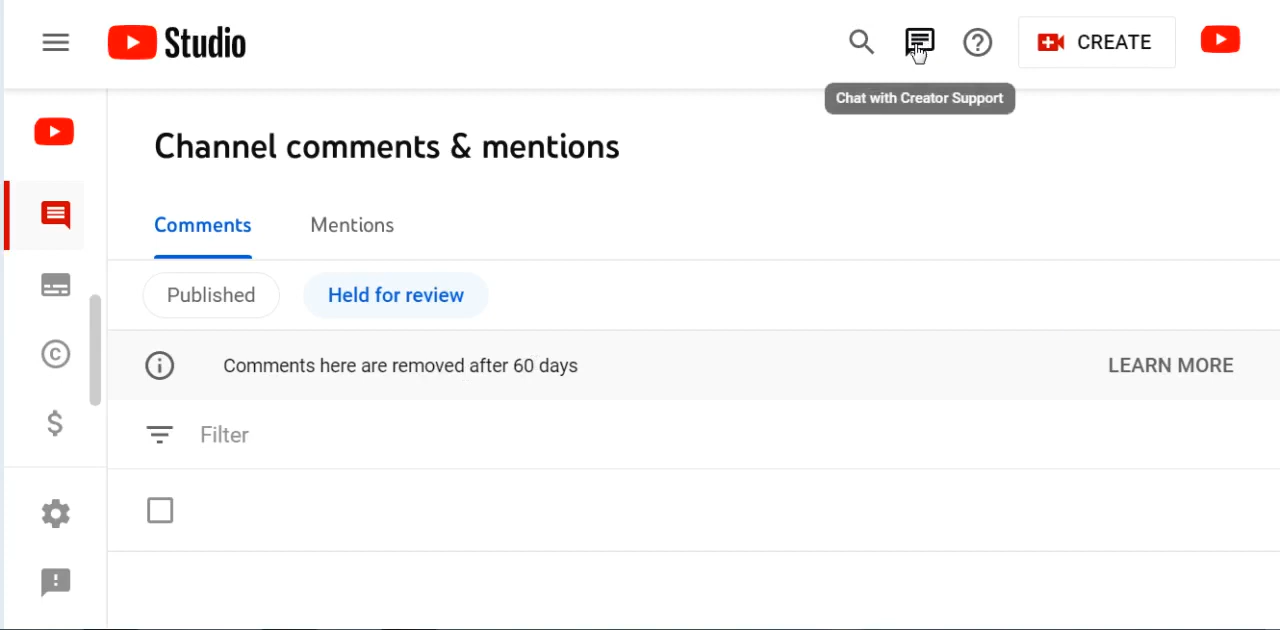 Studio
CREATE
Chat with Creator Support
Channel comments & mentions
Comments Mentions
Published Held for review
Comments here are removed after 60 days LEARN MORE
Filter